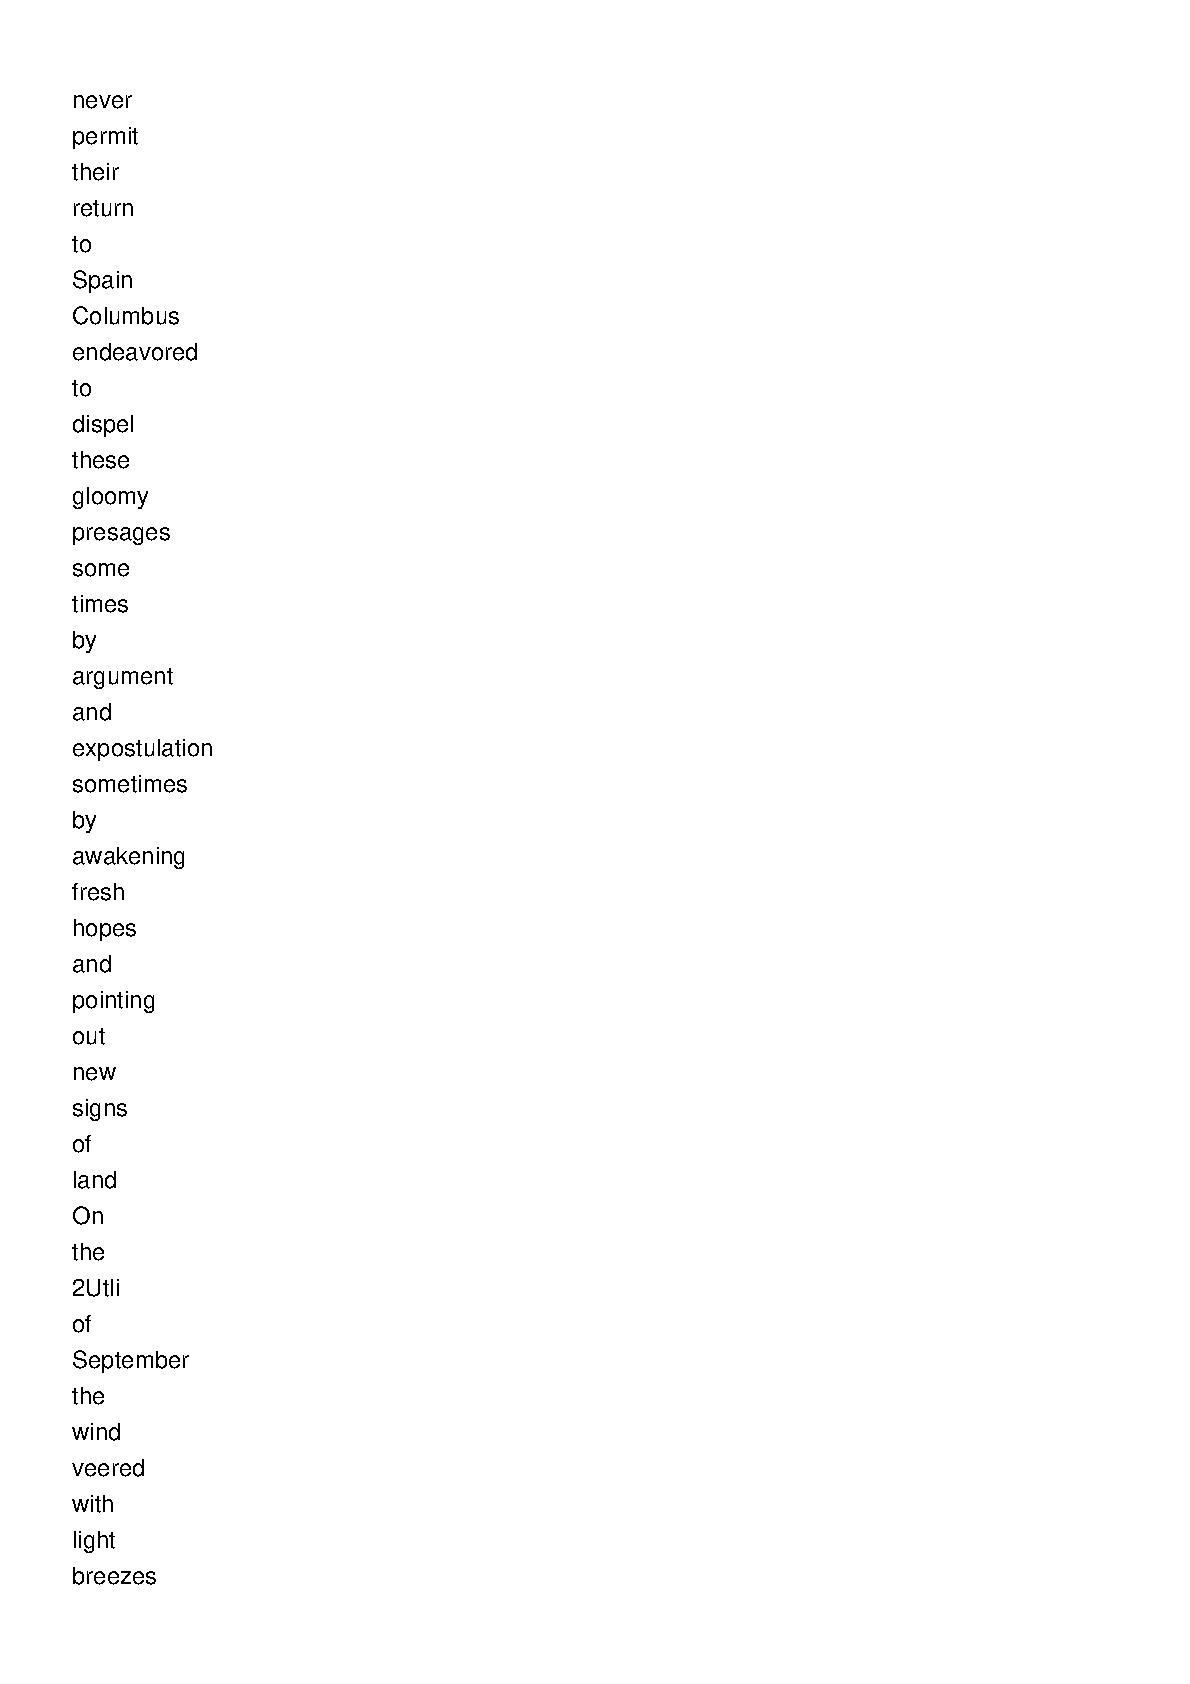 never
permit
their
return
to
Spain
Columbus
endeavored
to
dispel
these
gloomy
presages
some
times
by
argument
and
expostulation
sometimes
by
awakening
fresh
hopes
and
pointing
out
new
signs
of
land
On
the
2Utli
of
September
the
wind
veered
with
light
breezes